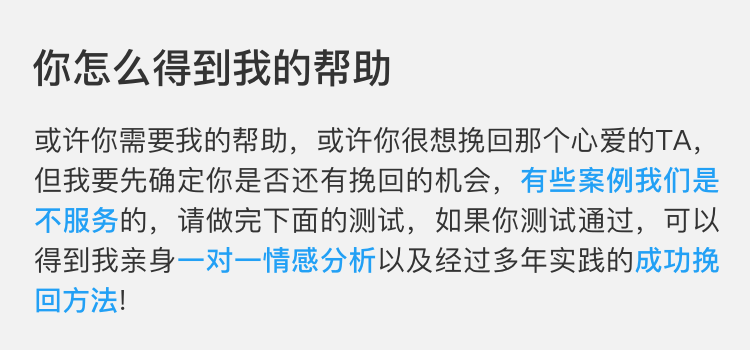 你怎么得到我的帮助
或许你需要我的帮助，或许你很想挽回那个心爱的TA，
但我要先确定你是否还有挽回的机会，有些案例我们是
不服务的，请做完下面的测试，如果你测试通过，可以
得到我亲身一对一情感分析以及经过多年实践的成功挽
回方法!